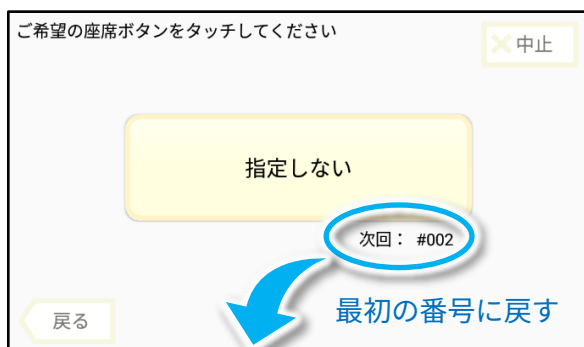 ご希望の座席ボタンをタッチしてください
中止
指定しない
次回： #002
最初の番号に戻す
戻る